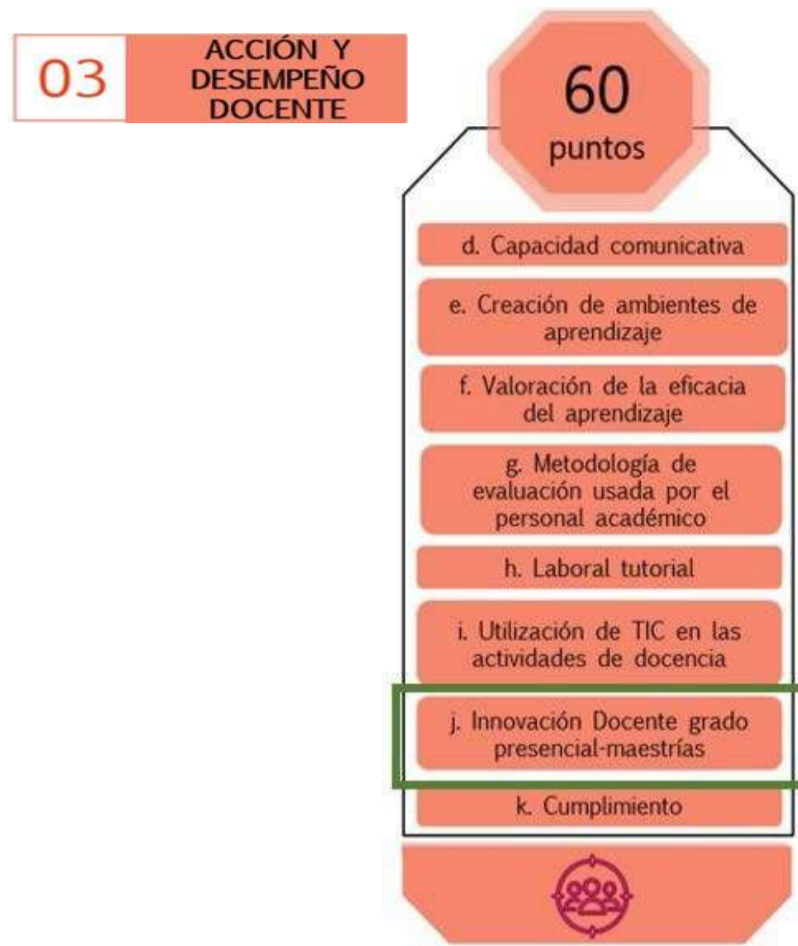 03
ACCIÓN Y
DESEMPEÑO
DOCENTE
60
puntos
d. Capacidad comunicativa
e. Creación de ambientes de
aprendizaje
f. Valoración de la eficacia
del aprendizaje
g. Metodología de
evaluación usada por el
personal académico
h. Laboral tutorial
i. Utilización de TIC en las
actividades de docencia
j. Innovación Docente grado
presencial-maestrías
k. Cumplimiento